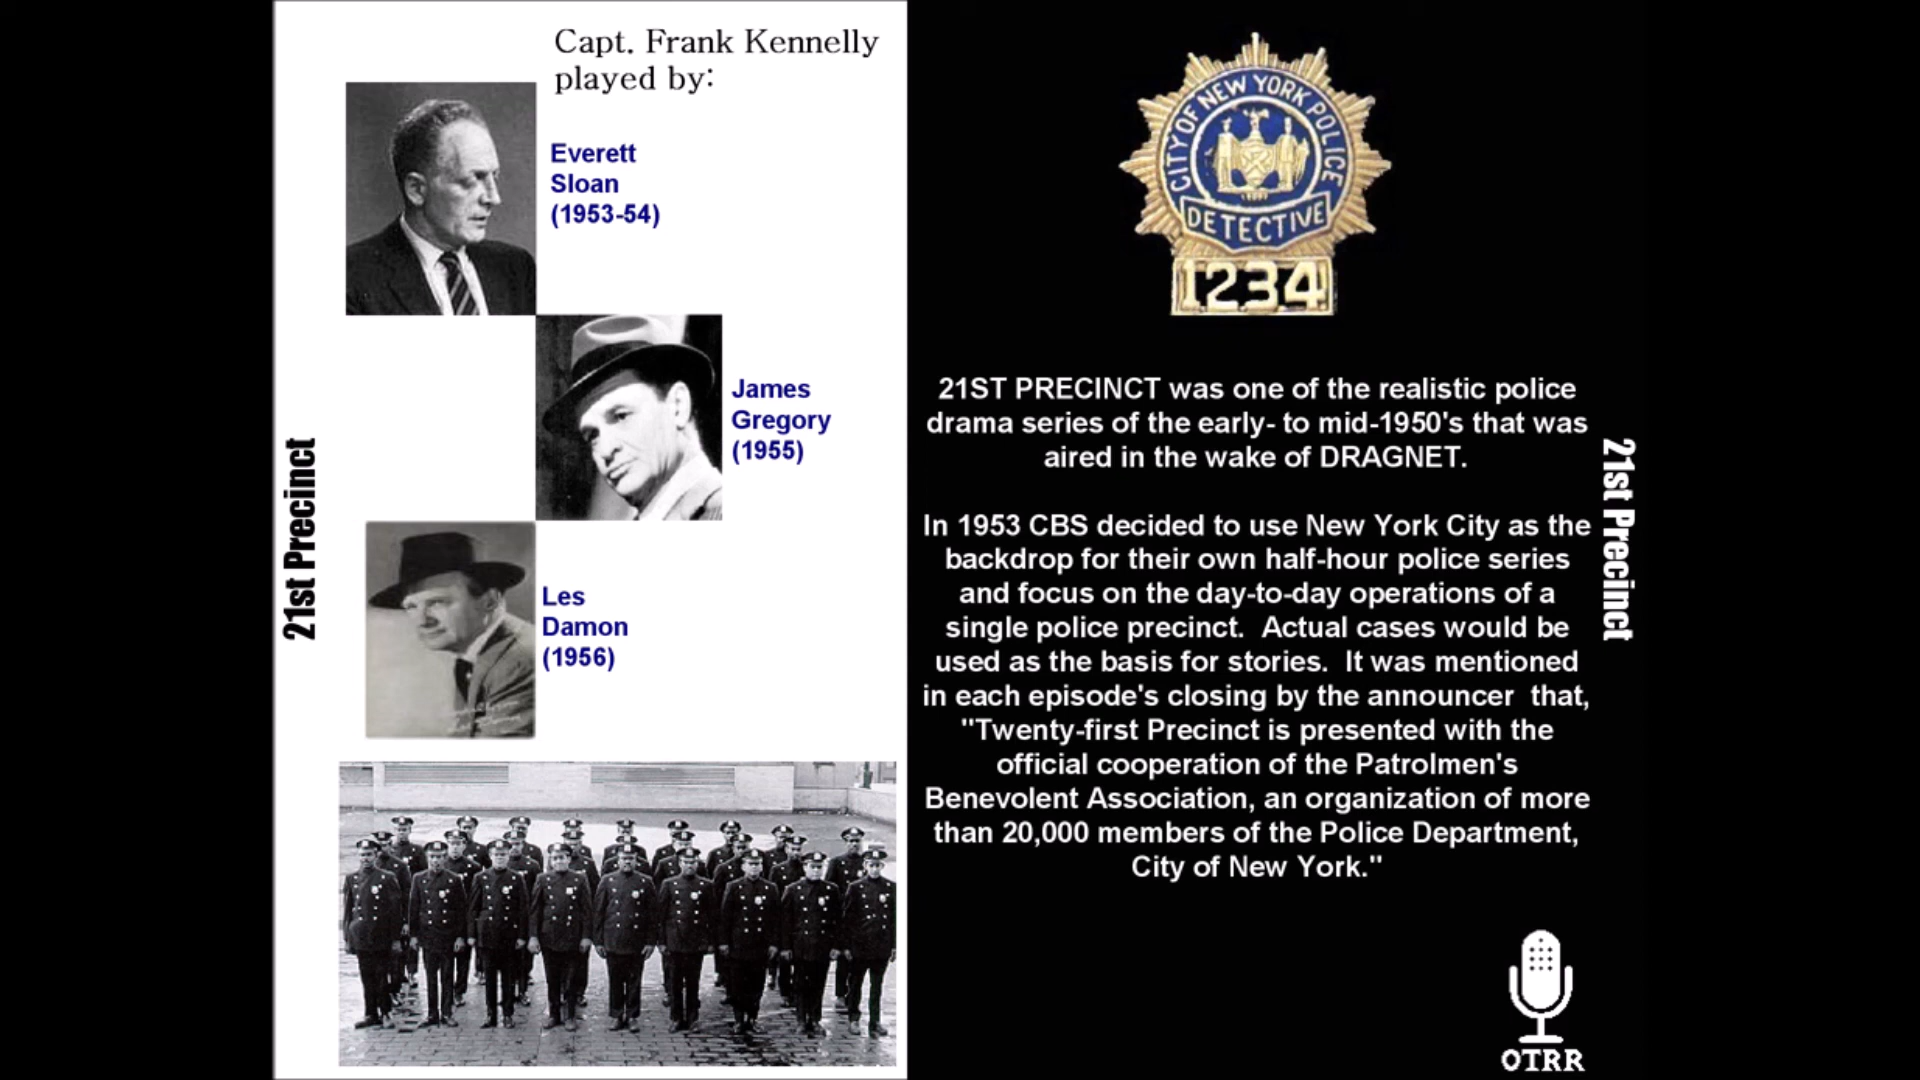 Capt. Frank Kennelly
played by:
Everett
Sloan
(1953-54)
James
Gregory
(1955)
Les
Damon
(1956)
21st Precinct
CITY OF NEW YORK POLICE
DETECTIVE
1234
21ST PRECINCT was one of the realistic police
drama series of the early- to mid-1950's that was
aired in the wake of DRAGNET.
In 1953 CBS decided to use New York City as the
backdrop for their own half-hour police series
and focus on the day-to-day operations of a
single police precinct.  Actual cases would be
used as the basis for stories.  It was mentioned
in each episode's closing by the announcer  that,
"Twenty-first Precinct is presented with the
official cooperation of the Patrolmen's
Benevolent Association, an organization of more
than 20,000 members of the Police Department,
City of New York."
21st Precinct
OTRR